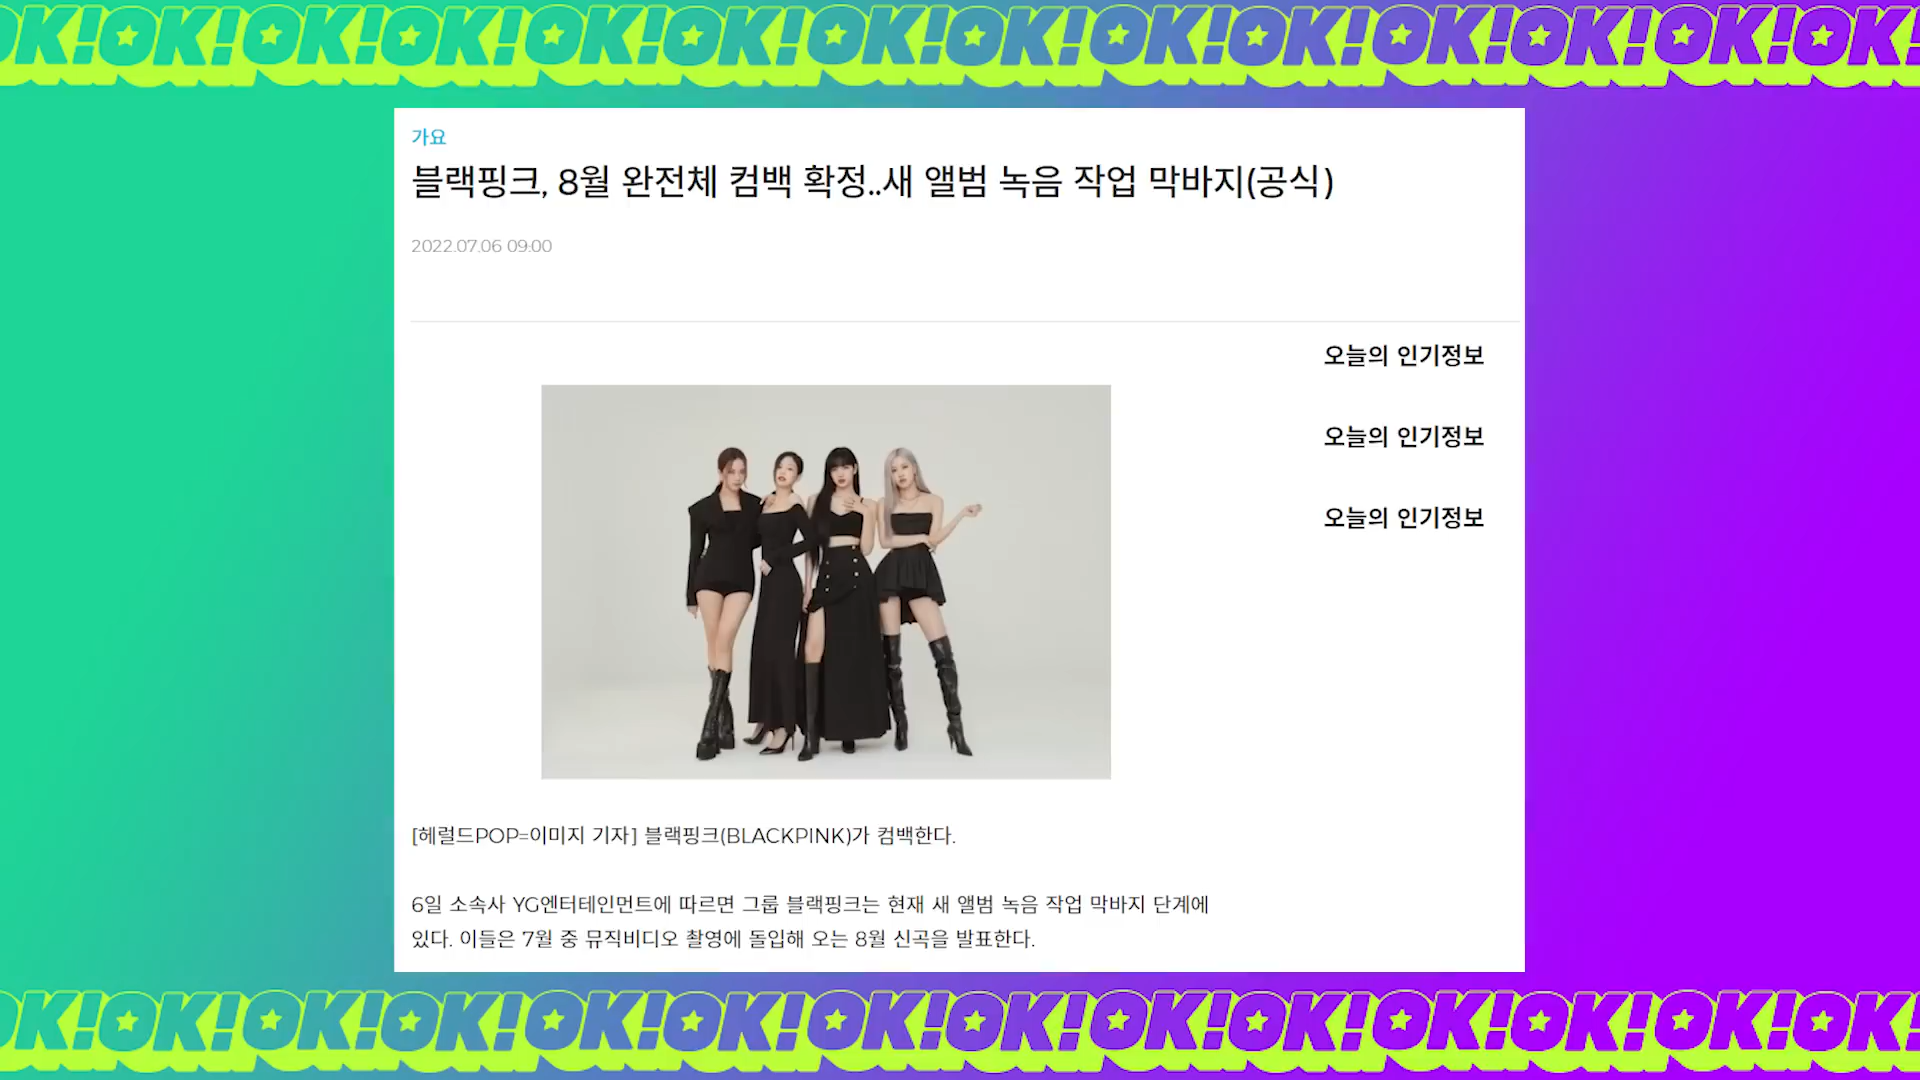 OK!OK!OK!OK!OK!OK!OK!OK!OK!OK!OK!OK!OK!OK!
가요
블랙핑크, 8월 완전체 컴백 확정..새 앨범 녹음 작업 막바지(공식)
2022.07.06 09:00
오늘의 인기정보
오늘의 인기정보
오늘의 인기정보
[헤럴드POP=이미지 기자] 블랙핑크(BLACKPINK)가 컴백한다.
6일 소속사 YG엔터테인먼트에 따르면 그룹 블랙핑크는 현재 새 앨범 녹음 작업 막바지 단계에
있다. 이들은 7월 중 뮤직비디오 촬영에 돌입해 오는 8월 신곡을 발표한다.
OK!OK!OK!OK!OK!OK!OK!OK!OK!OK!OK!OK!OK!OK!